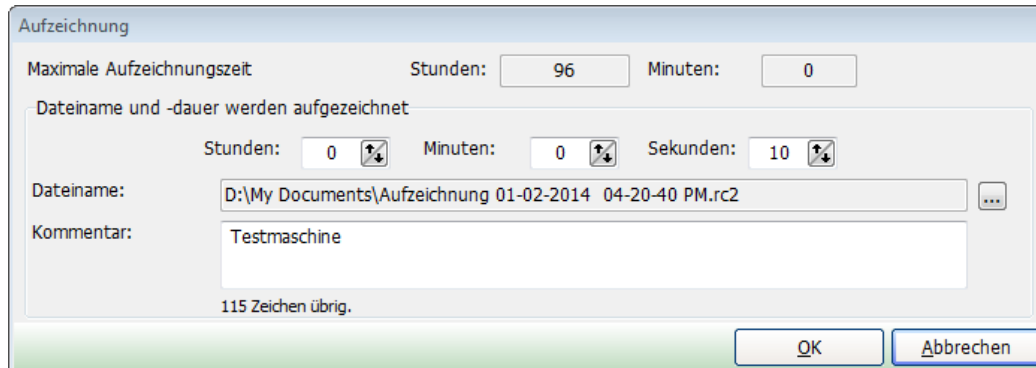 Aufzeichnung
Maximale Aufzeichnungszeit Stunden: 96 Minuten: 0
Dateiname und -dauer werden aufgezeichnet
Stunden: 0 Minuten: 0 Sekunden: 10
Dateiname: D:\My Documents\Aufzeichnung 01-02-2014  04-20-40 PM.rc2 ...
Kommentar: Testmaschine
115 Zeichen übrig.
OK Abbrechen